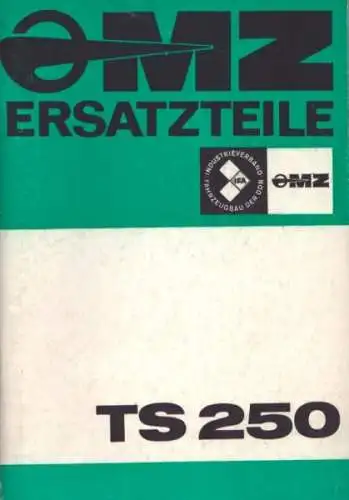 MZ
ERSATZTEILE
INDUSTRIEVERBAND
FAHRZEUGBAU DER DDR
IFA
MZ
TS 250